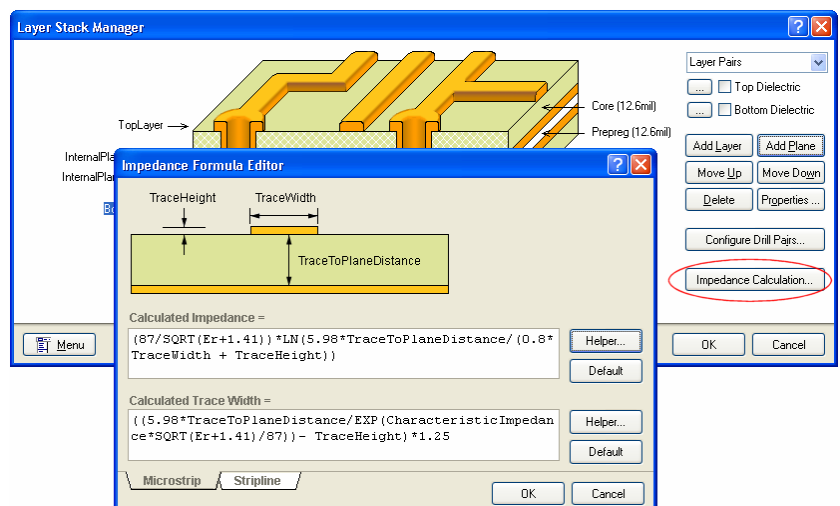 Layer Stack Manager
Layer Pairs
... Top Dielectric
... Bottom Dielectric
Core (12.6mil)
Prepreg (12.6mil)
TopLayer
InternalPla
InternalPla
Bo
Add Layer
Add Plane
Move Up
Move Down
Delete
Properties ...
Configure Drill Pairs...
Impedance Calculation...
Menu
OK
Cancel
Impedance Formula Editor
TraceHeight
TraceWidth
TraceToPlaneDistance
Calculated Impedance =
(87/SQRT(Er+1.41))*LN(5.98*TraceToPlaneDistance/(0.8*
TraceWidth + TraceHeight))
Helper...
Default
Calculated Trace Width =
((5.98*TraceToPlaneDistance/EXP(CharacteristicImpedan
ce*SQRT(Er+1.41)/87))- TraceHeight)*1.25
Helper...
Default
Microstrip
Stripline
OK
Cancel